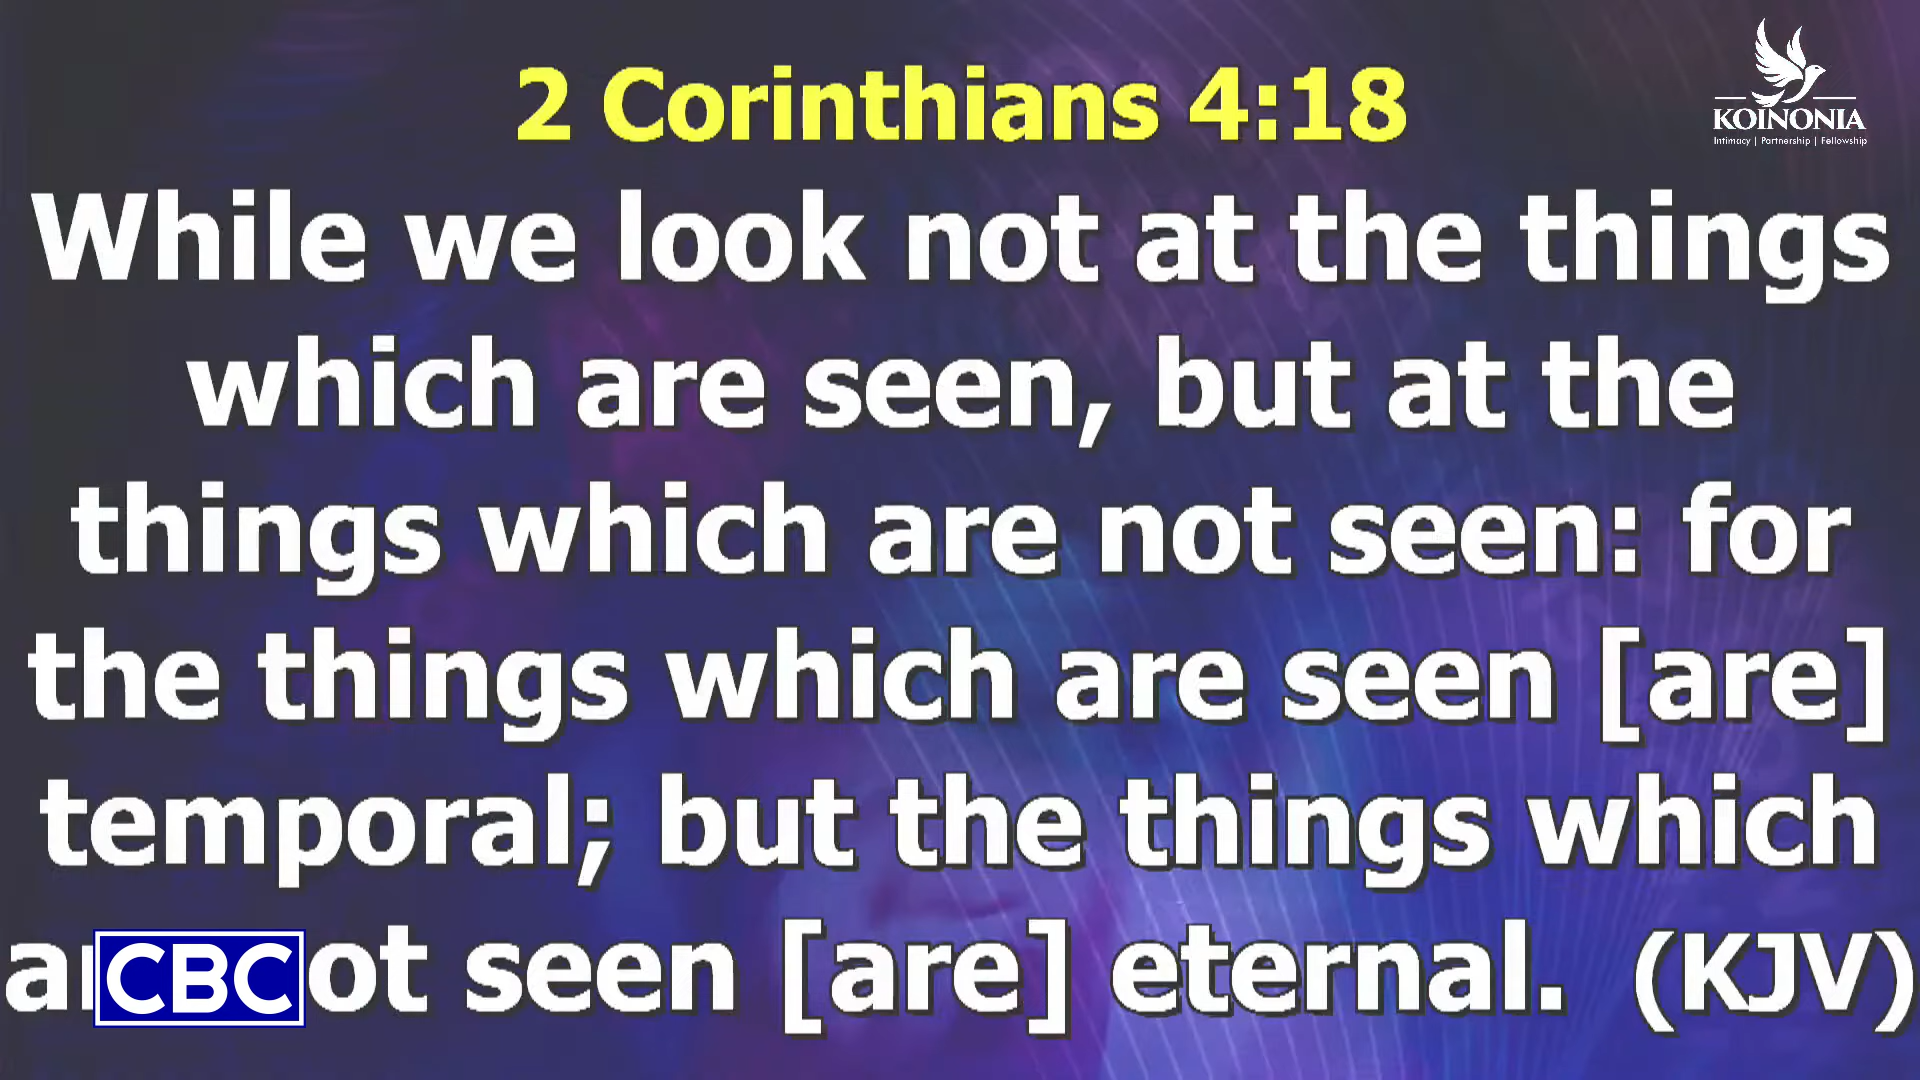 2 Corinthians 4:18
KOINONIA
Intimacy | Partnership | Fellowship
While we look not at the things
which are seen, but at the
things which are not seen: for
the things which are seen [are]
temporal; but the things which
CBC
seen [are] eternal. (KJV)